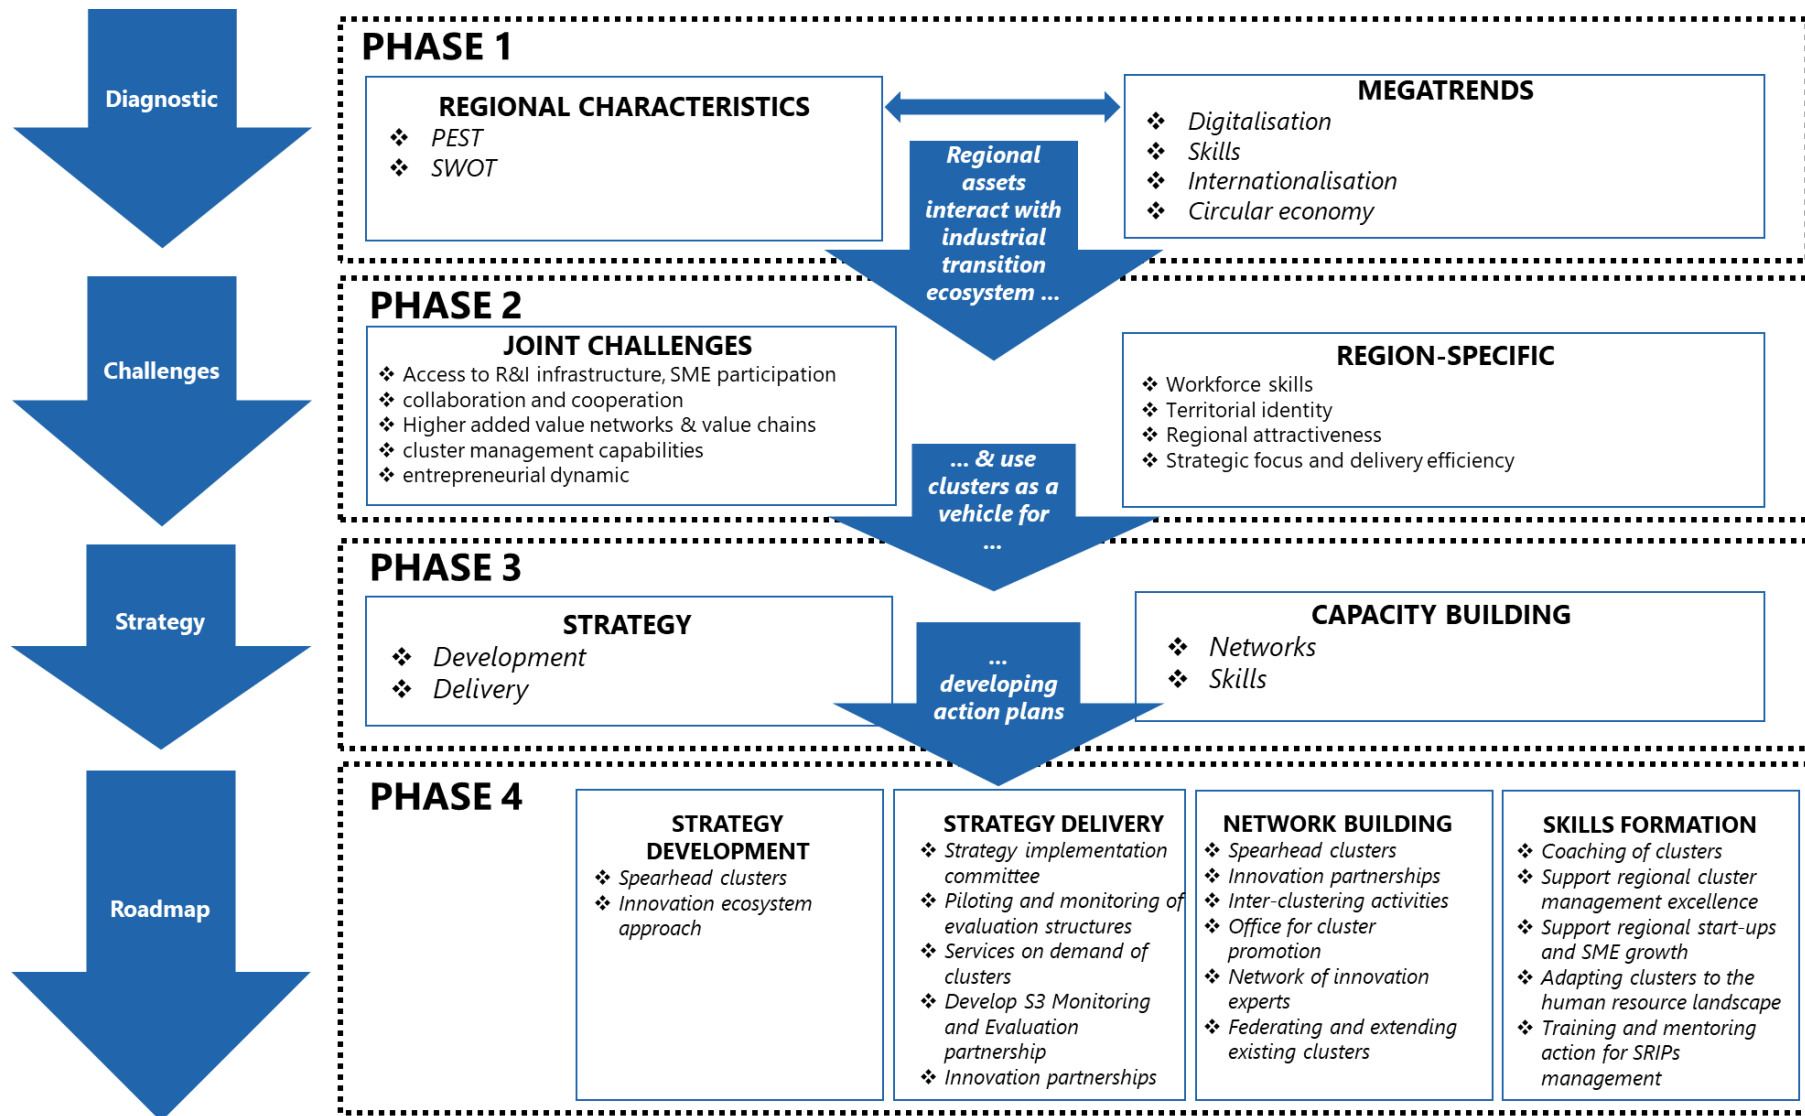 Diagnostic
PHASE 1
REGIONAL CHARACTERISTICS
❖ PEST
❖ SWOT
MEGATRENDS
❖ Digitalisation
❖ Skills
❖ Internationalisation
❖ Circular economy
Regional
assets
interact with
industrial
transition
ecosystem ...
Challenges
PHASE 2
JOINT CHALLENGES
❖ Access to R&I infrastructure, SME participation
❖ collaboration and cooperation
❖ Higher added value networks & value chains
❖ cluster management capabilities
❖ entrepreneurial dynamic
REGION-SPECIFIC
❖ Workforce skills
❖ Territorial identity
❖ Regional attractiveness
❖ Strategic focus and delivery efficiency
... & use
clusters as a
vehicle for
...
Strategy
PHASE 3
STRATEGY
❖ Development
❖ Delivery
CAPACITY BUILDING
❖ Networks
❖ Skills
...
developing
action plans
Roadmap
PHASE 4
STRATEGY
DEVELOPMENT
❖ Spearhead clusters
❖ Innovation ecosystem
approach
STRATEGY DELIVERY
❖ Strategy implementation
committee
❖ Piloting and monitoring of
evaluation structures
❖ Services on demand of
clusters
❖ Develop S3 Monitoring
and Evaluation
partnership
❖ Innovation partnerships
NETWORK BUILDING
❖ Spearhead clusters
❖ Innovation partnerships
❖ Inter-clustering activities
❖ Office for cluster
promotion
❖ Network of innovation
experts
❖ Federating and extending
existing clusters
SKILLS FORMATION
❖ Coaching of clusters
❖ Support regional cluster
management excellence
❖ Support regional start-ups
and SME growth
❖ Adapting clusters to the
human resource landscape
❖ Training and mentoring
action for SRIPs
management